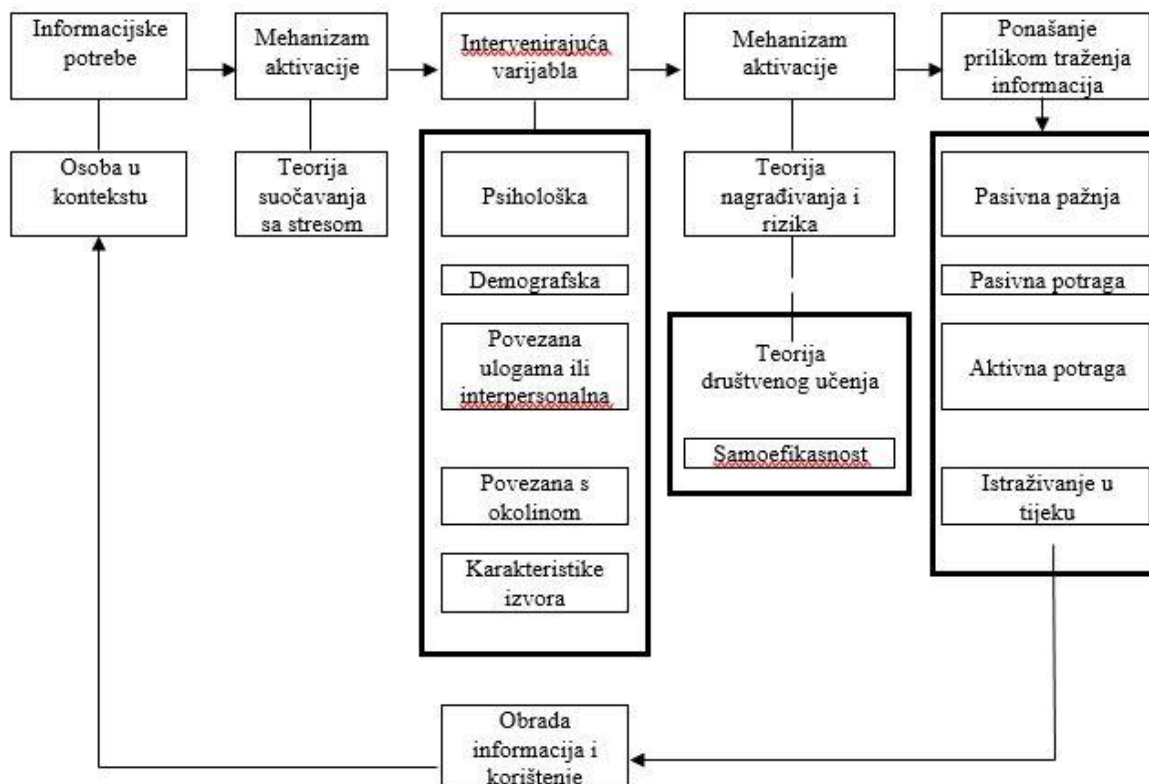 Informacijske
potrebe
Mehanizam
aktivacije
Intervenirajuća
varijabla
Mehanizam
aktivacije
Ponašanje
prilikom traženja
informacija
Osoba u
kontekstu
Teorija
suočavanja
sa stresom
Psihološka
Demografska
Povezana
ulogama ili
interpersonalna
Povezana s
okolinom
Karakteristike
izvora
Teorija
nagrađivanja i
rizika
Teorija
društvenog učenja
Samoefikasnost
Pasivna pažnja
Pasivna potraga
Aktivna potraga
Istraživanje u
tijeku
Obrada
informacija i
korištenje